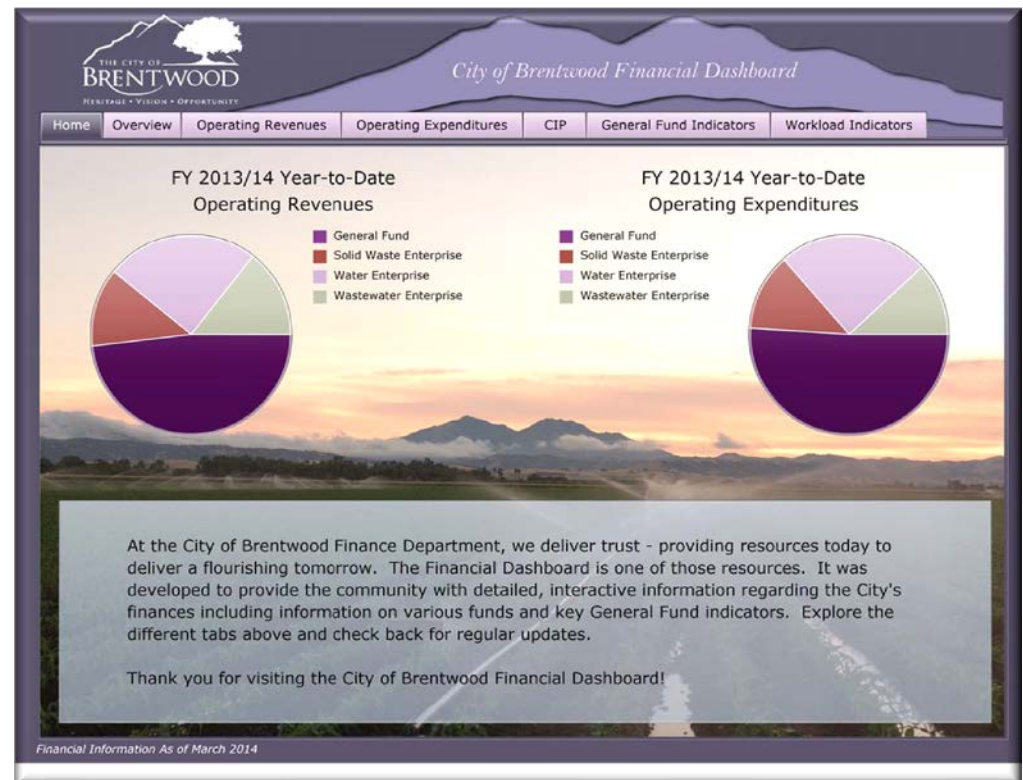 THE CITY OF
BRENTWOOD
HERITAGE • VISION • OPPORTUNITY
City of Brentwood Financial Dashboard
Home Overview Operating Revenues Operating Expenditures CIP General Fund Indicators Workload Indicators
FY 2013/14 Year-to-Date
Operating Revenues
General Fund
Solid Waste Enterprise
Water Enterprise
Wastewater Enterprise
FY 2013/14 Year-to-Date
Operating Expenditures
General Fund
Solid Waste Enterprise
Water Enterprise
Wastewater Enterprise
At the City of Brentwood Finance Department, we deliver trust - providing resources today to
deliver a flourishing tomorrow.  The Financial Dashboard is one of those resources.  It was
developed to provide the community with detailed, interactive information regarding the City's
finances including information on various funds and key General Fund indicators.  Explore the
different tabs above and check back for regular updates.
Thank you for visiting the City of Brentwood Financial Dashboard!
Financial Information As of March 2014